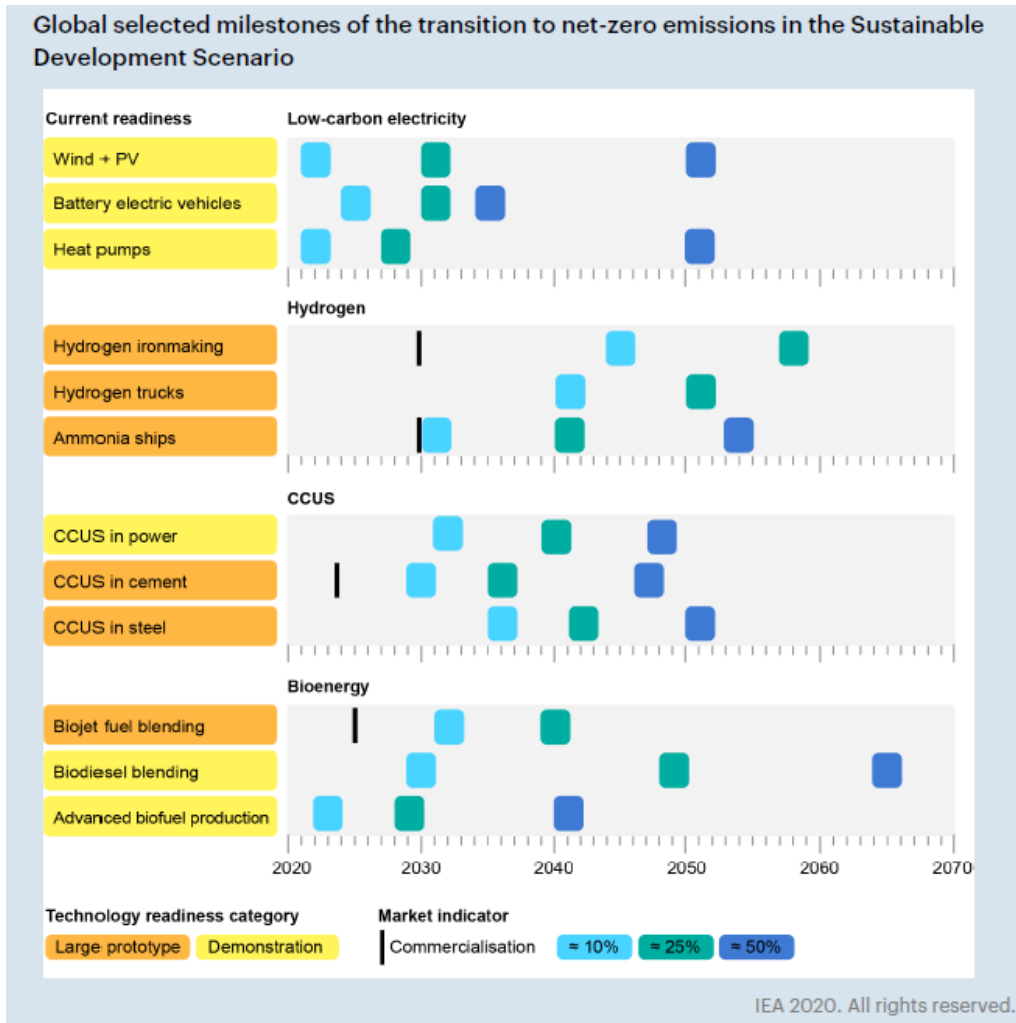 Global selected milestones of the transition to net-zero emissions in the Sustainable
Development Scenario
Current readiness
Low-carbon electricity
Wind + PV
Battery electric vehicles
Heat pumps
Hydrogen
Hydrogen ironmaking
Hydrogen trucks
Ammonia ships
CCUS
CCUS in power
CCUS in cement
CCUS in steel
Bioenergy
Biojet fuel blending
Biodiesel blending
Advanced biofuel production
2020 2030 2040 2050 2060 2070
Technology readiness category
Large prototype Demonstration
Market indicator
Commercialisation ≈ 10% ≈ 25% ≈ 50%
IEA 2020. All rights reserved.